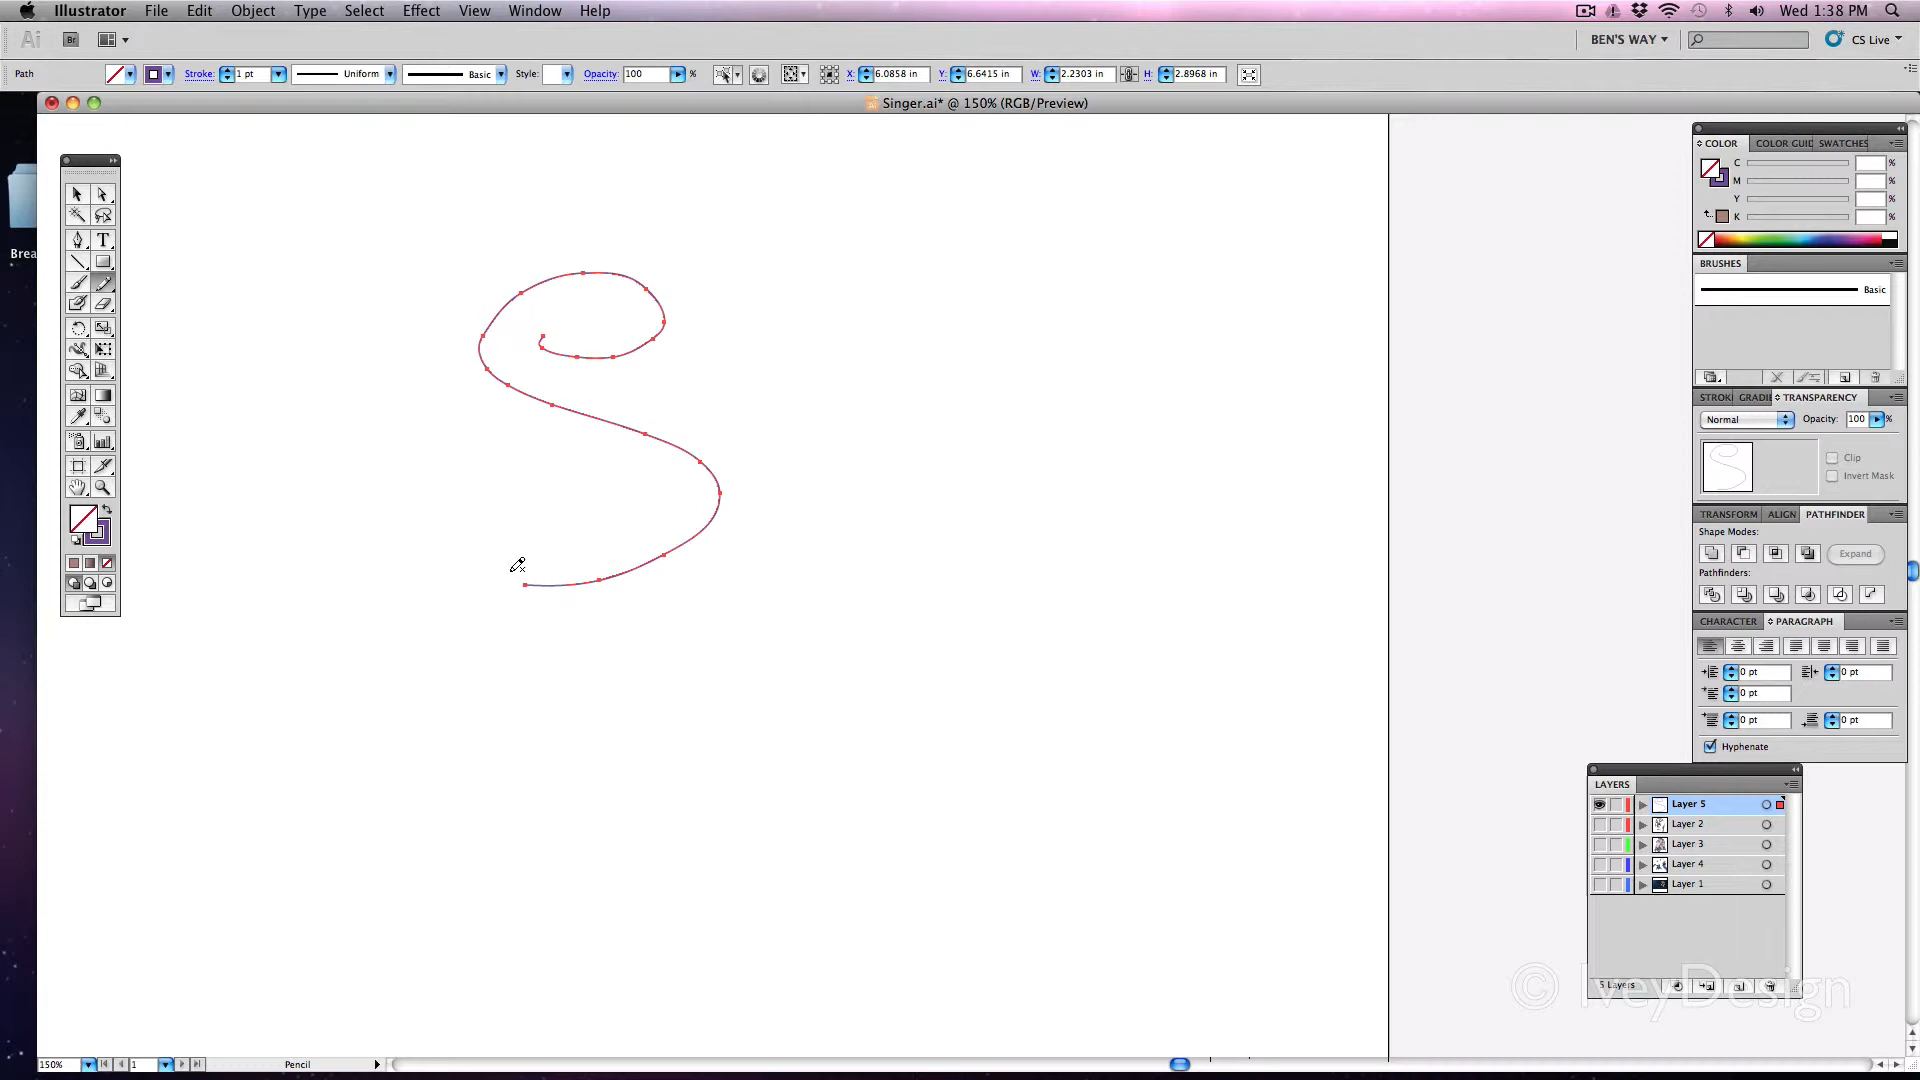 Illustrator File Edit Type Object Select Effect View Window Help Wed 1:38 PM
Ai Br BEN'S WAY CS Live
Path Stroke: 1 pt Uniform Basic Style: Opacity: 100 % X: 6.0858 in Y: 6.6415 in W: 2.2303 in H: 2.8968 in
Singer.ai* @ 150% (RGB/Preview)
Brea
T
COLOR COLOR GUID SWATCHES
C %
M %
Y %
K %
BRUSHES
Basic
STROK GRADIE TRANSPARENCY
Normal Opacity: 100 %
Clip
Invert Mask
TRANSFORM ALIGN PATHFINDER
Shape Modes:
Expand
Pathfinders:
CHARACTER PARAGRAPH
0 pt 0 pt
0 pt
0 pt 0 pt
Hyphenate
LAYERS
Layer 5
Layer 2
Layer 3
Layer 4
Layer 1
5 Layers
© IveyDesign
150% 1 Pencil